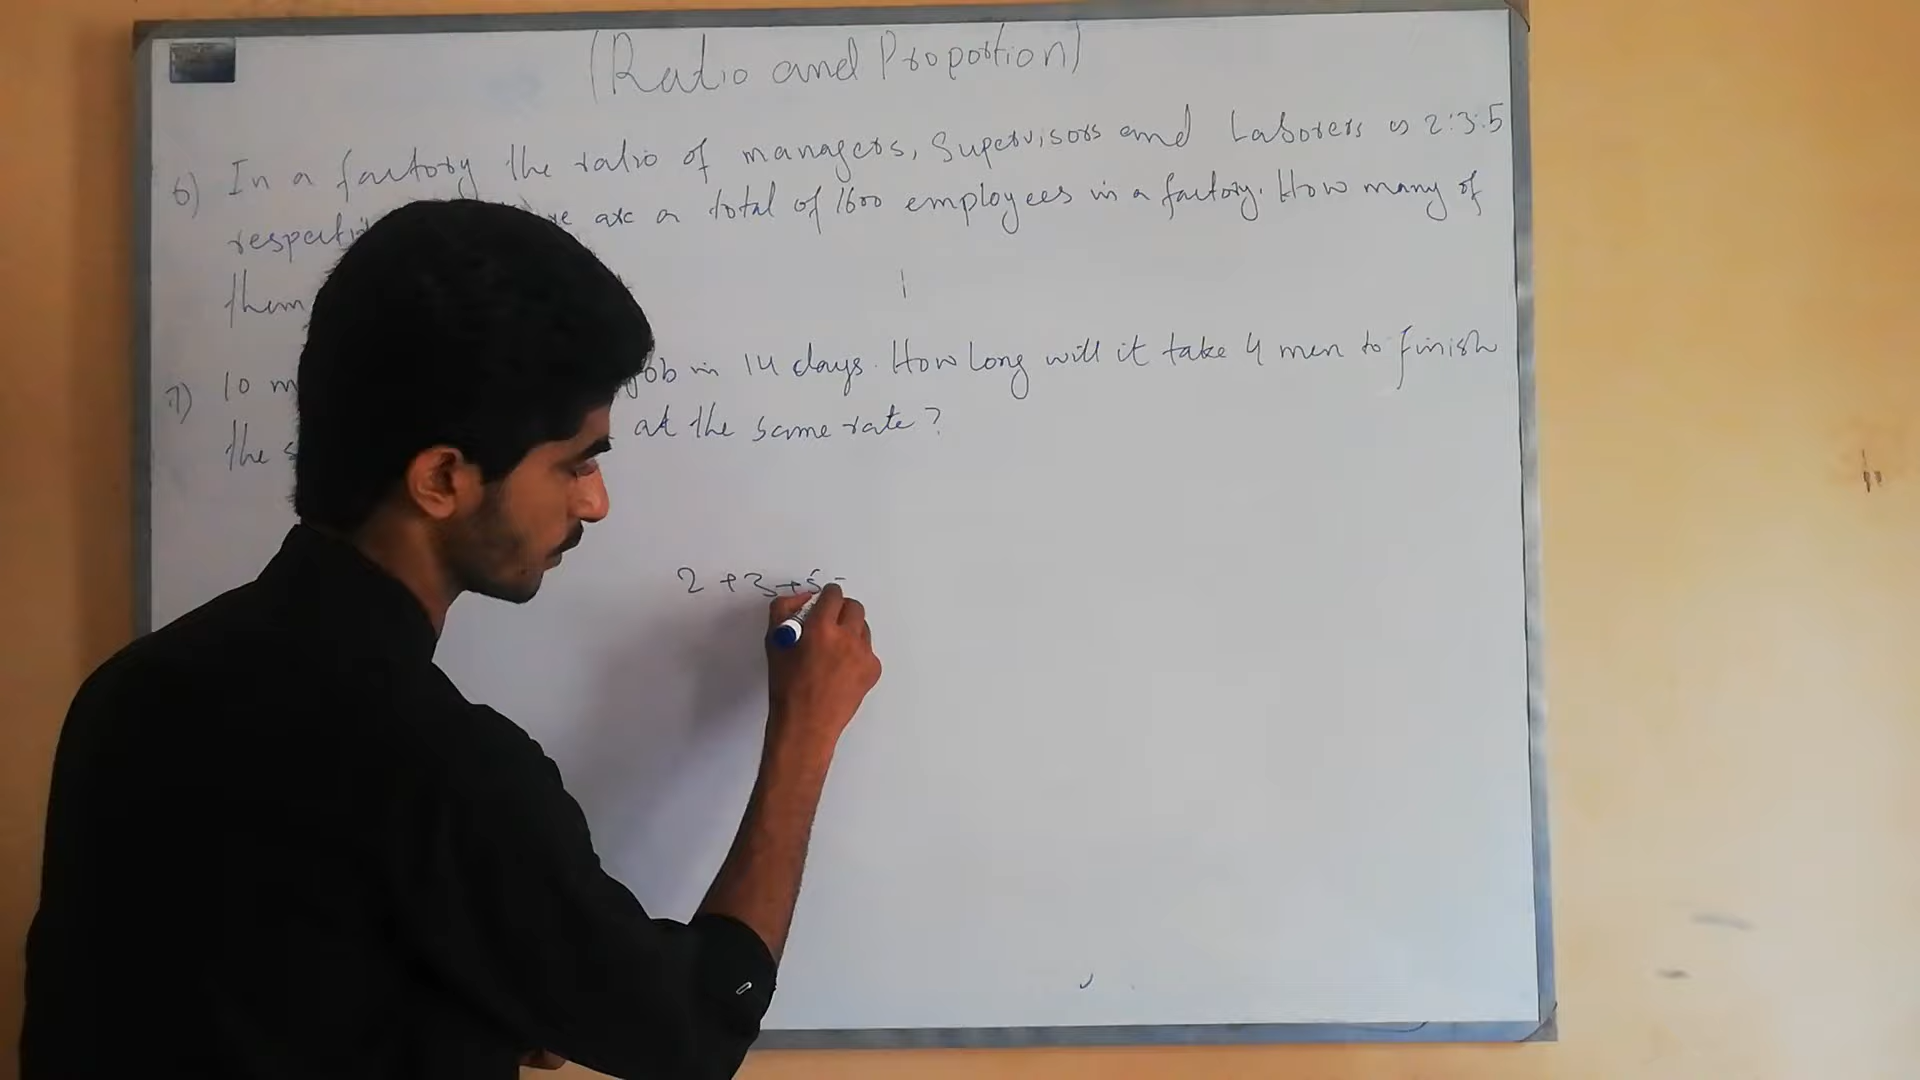 (Ratio and Proportion)
6) In a factory the ratio of managers, Supervisors and Laborers is 2:3:5
are a total of 1600 employees in a factory. How many of
them
7) 10 job in 14 days. How long will it take 4 men to finish
the at the same rate?
2 + 3 + 5 =